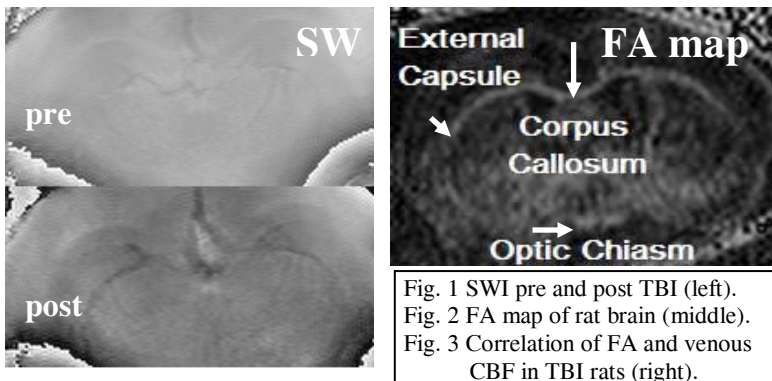 SW
pre
post
External
Capsule
FA map
Corpus
Callosum
Optic Chiasm
Fig. 1 SWI pre and post TBI (left).
Fig. 2 FA map of rat brain (middle).
Fig. 3 Correlation of FA and venous
CBF in TBI rats (right).